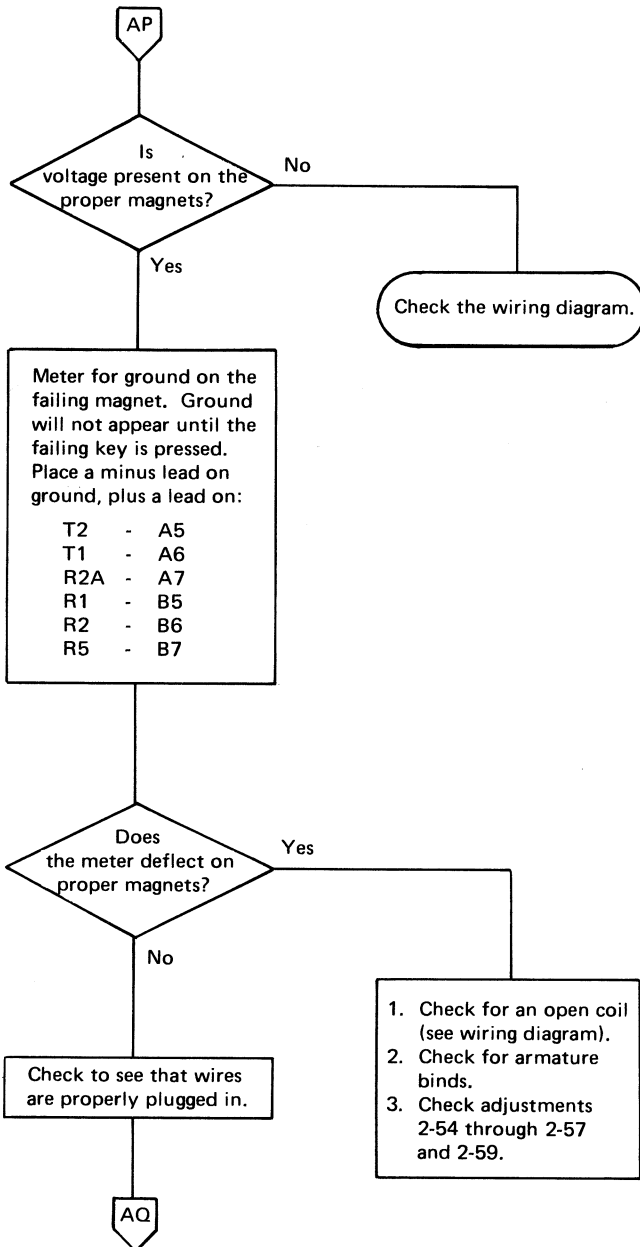 AP
Is
voltage present on the
proper magnets?
No
Yes
Check the wiring diagram.
Meter for ground on the
failing magnet. Ground
will not appear until the
failing key is pressed.
Place a minus lead on
ground, plus a lead on:
T2 - A5
T1 - A6
R2A - A7
R1 - B5
R2 - B6
R5 - B7
Does
the meter deflect on
proper magnets?
Yes
No
1. Check for an open coil
(see wiring diagram).
2. Check for armature
binds.
3. Check adjustments
2-54 through 2-57
and 2-59.
Check to see that wires
are properly plugged in.
AQ